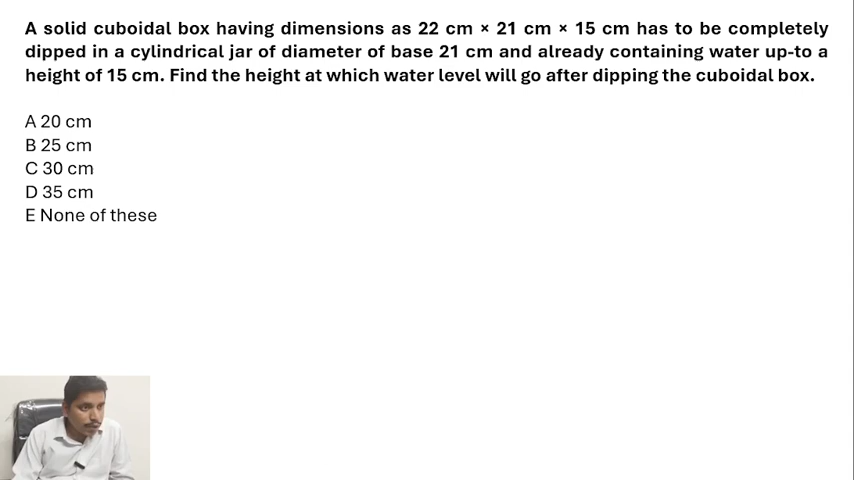 A solid cuboidal box having dimensions as 22 cm × 21 cm × 15 cm has to be completely
dipped in a cylindrical jar of diameter of base 21 cm and already containing water up-to a
height of 15 cm. Find the height at which water level will go after dipping the cuboidal box.
A 20 cm
B 25 cm
C 30 cm
D 35 cm
E None of these